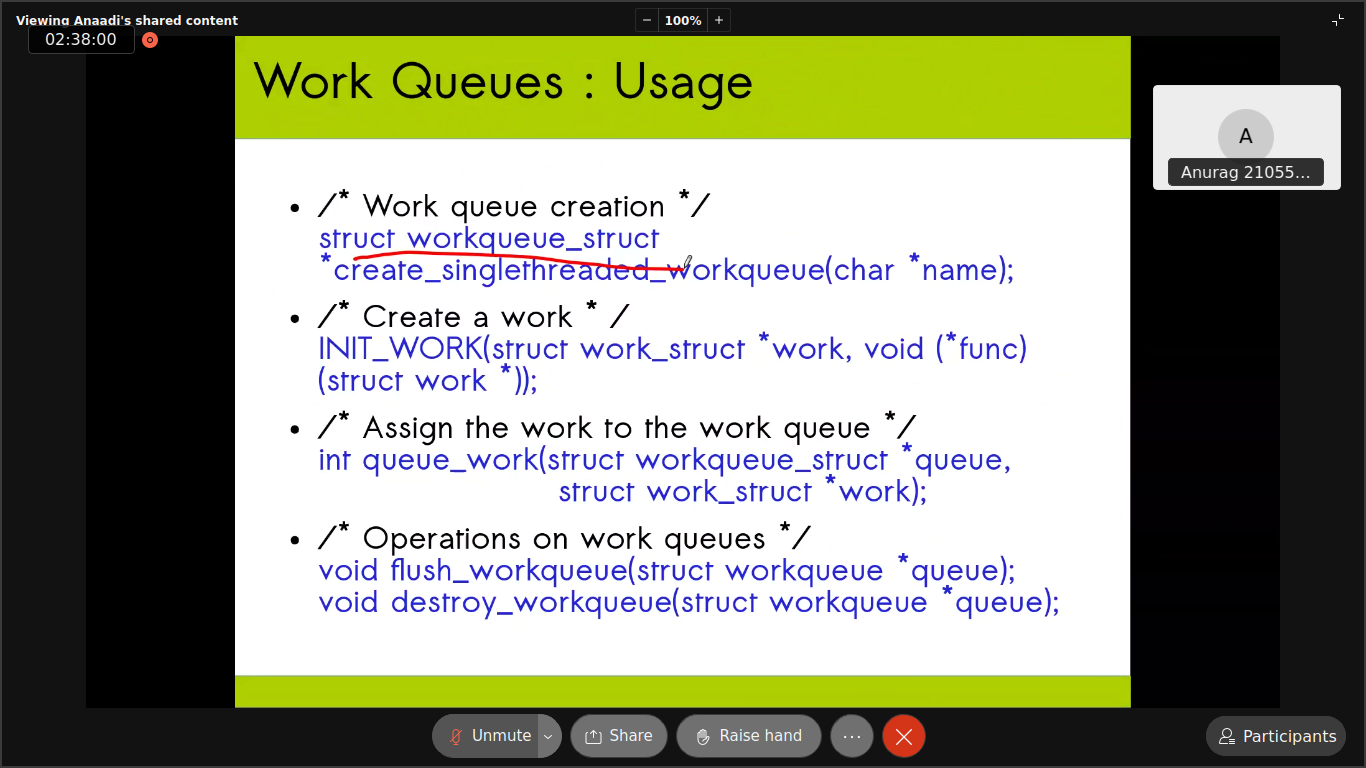 Viewing Anaadi's shared content
− 100% +
02:38:00
Work Queues : Usage
A
Anurag 21055...
• /* Work queue creation */
struct workqueue_struct
*create_singlethreaded_workqueue(char *name);
• /* Create a work * /
INIT_WORK(struct work_struct *work, void (*func)
(struct work *));
• /* Assign the work to the work queue */
int queue_work(struct workqueue_struct *queue,
struct work_struct *work);
• /* Operations on work queues */
void flush_workqueue(struct workqueue *queue);
void destroy_workqueue(struct workqueue *queue);
Unmute Share Raise hand ... Participants